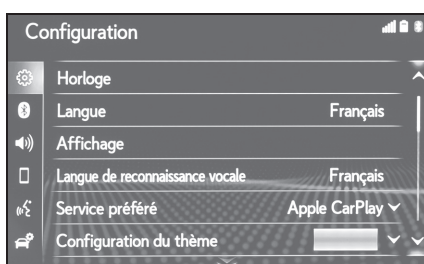 Configuration
Horloge
Langue Français
Affichage
Langue de reconnaissance vocale Français
Service préféré Apple CarPlay
Configuration du thème